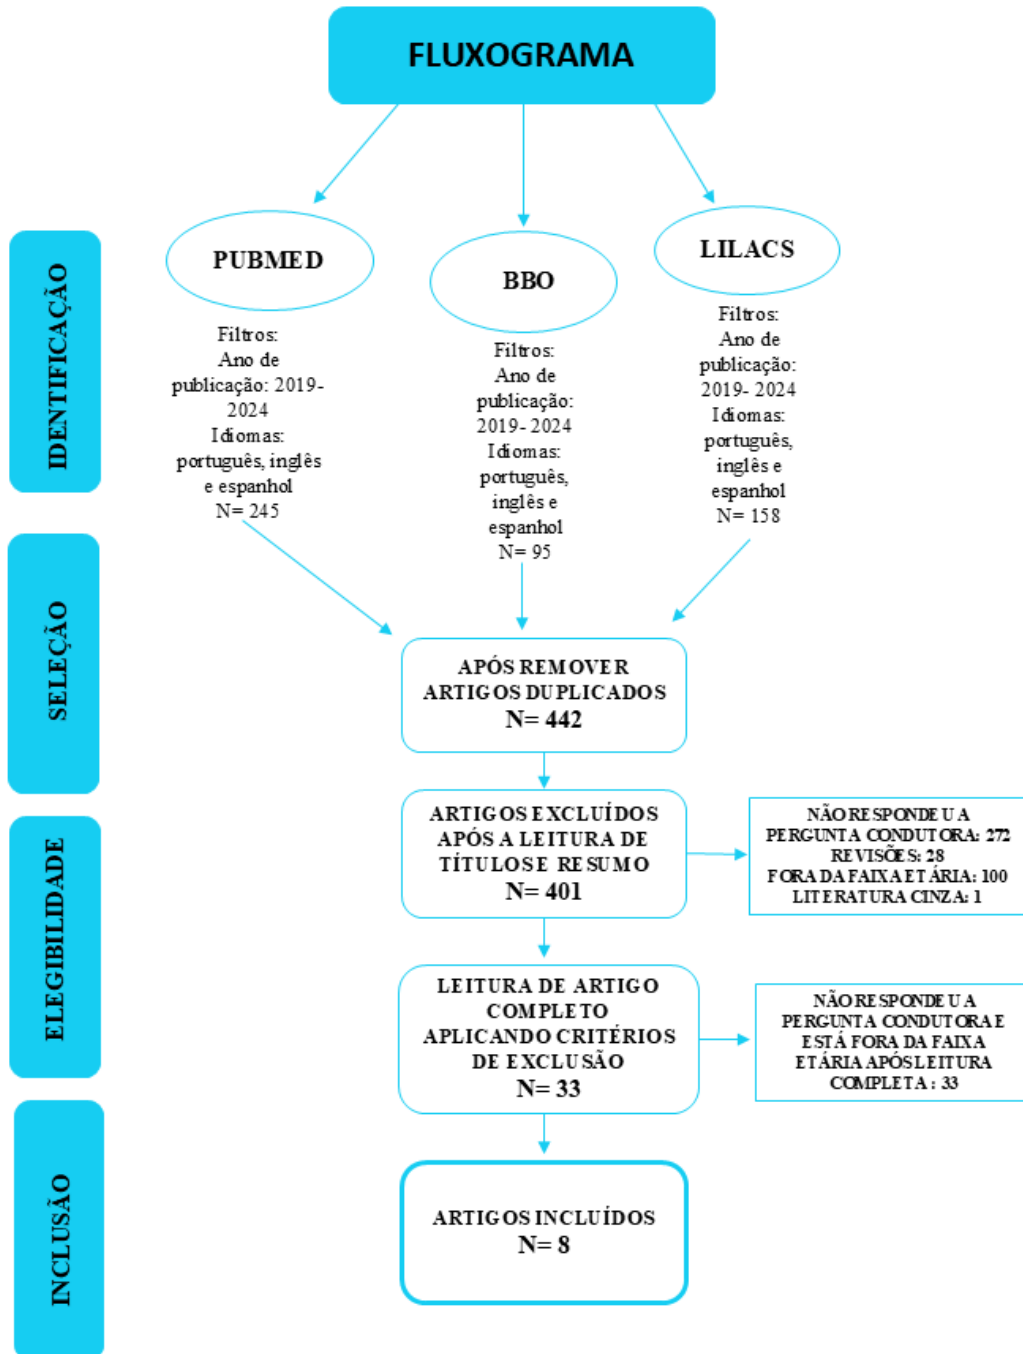 FLUXOGRAMA
IDENTIFICAÇÃO
PUBMED
Filtros:
Ano de
publicação: 2019-
2024
Idiomas:
português, inglês
e espanhol
N= 245
BBO
Filtros:
Ano de
publicação:
2019- 2024
Idiomas:
português,
inglês e
espanhol
N= 95
LILACS
Filtros:
Ano de
publicação:
2019- 2024
Idiomas:
português,
inglês e
espanhol
N= 158
SELEÇÃO
APÓS REMOVER
ARTIGOS DUPLICADOS
N= 442
ELEGIBILIDADE
ARTIGOS EXCLUÍDOS
APÓS A LEITURA DE
TÍTULOS E RESUMO
N= 401
NÃO RESPONDEU A
PERGUNTA CONDUTORA: 272
REVISÕES: 28
FORA DA FAIXA ETÁRIA: 100
LITERATURA CINZA: 1
LEITURA DE ARTIGO
COMPLETO
APLICANDO CRITÉRIOS
DE EXCLUSÃO
N= 33
NÃO RESPONDEU A
PERGUNTA CONDUTORA E
ESTÁ FORA DA FAIXA
ETÁRIA APÓS LEITURA
COMPLETA : 33
INCLUSÃO
ARTIGOS INCLUÍDOS
N= 8